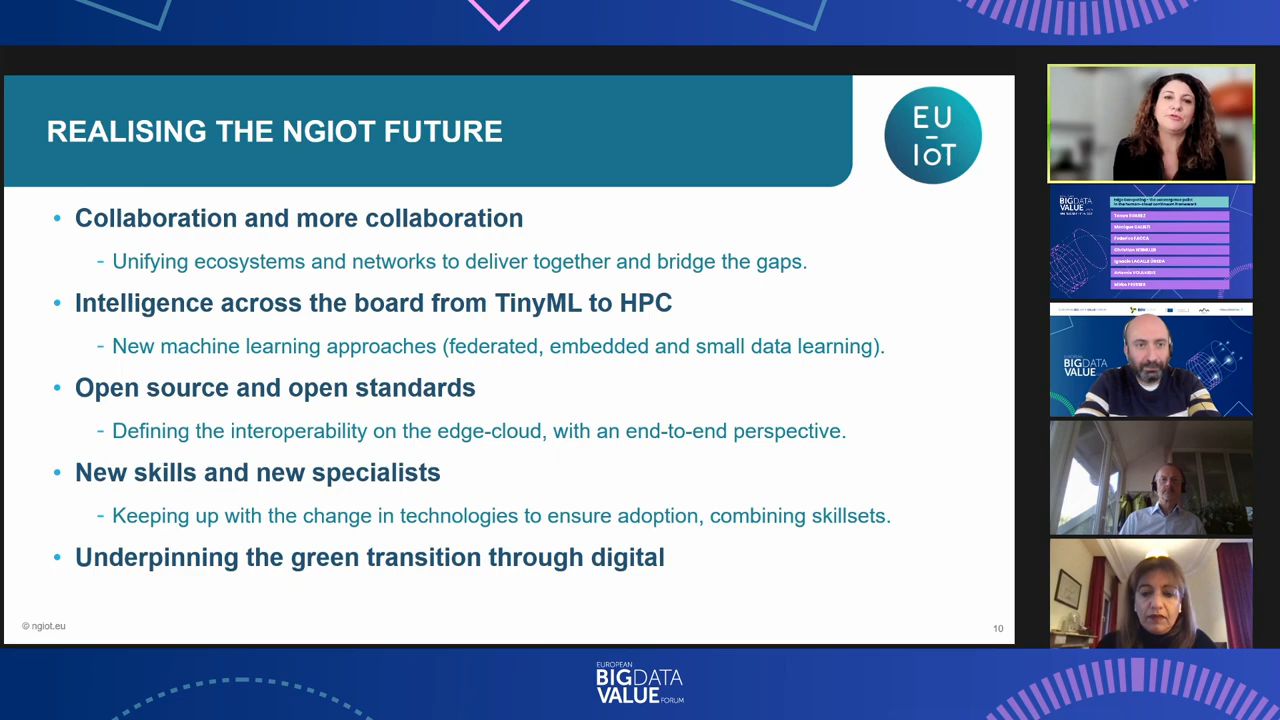 REALISING THE NGIOT FUTURE
EU
-
IoT
• Collaboration and more collaboration
- Unifying ecosystems and networks to deliver together and bridge the gaps.
• Intelligence across the board from TinyML to HPC
- New machine learning approaches (federated, embedded and small data learning).
• Open source and open standards
- Defining the interoperability on the edge-cloud, with an end-to-end perspective.
• New skills and new specialists
- Keeping up with the change in technologies to ensure adoption, combining skillsets.
• Underpinning the green transition through digital
© ngiot.eu
10
BIGDATA
VALUE
BIGDATA
VALUE
EUROPEAN
BIGDATA
VALUE FORUM